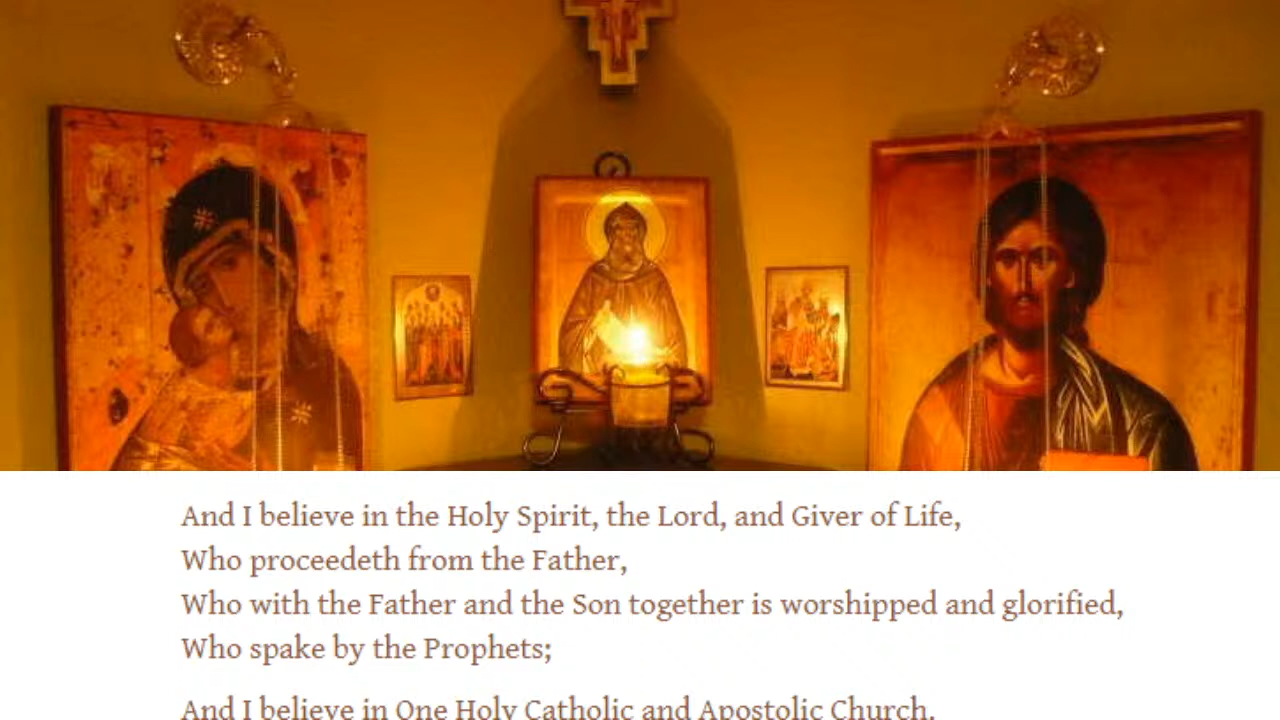 And I believe in the Holy Spirit, the Lord, and Giver of Life,
Who proceedeth from the Father,
Who with the Father and the Son together is worshipped and glorified,
Who spake by the Prophets;
And I believe in One Holy Catholic and Apostolic Church.